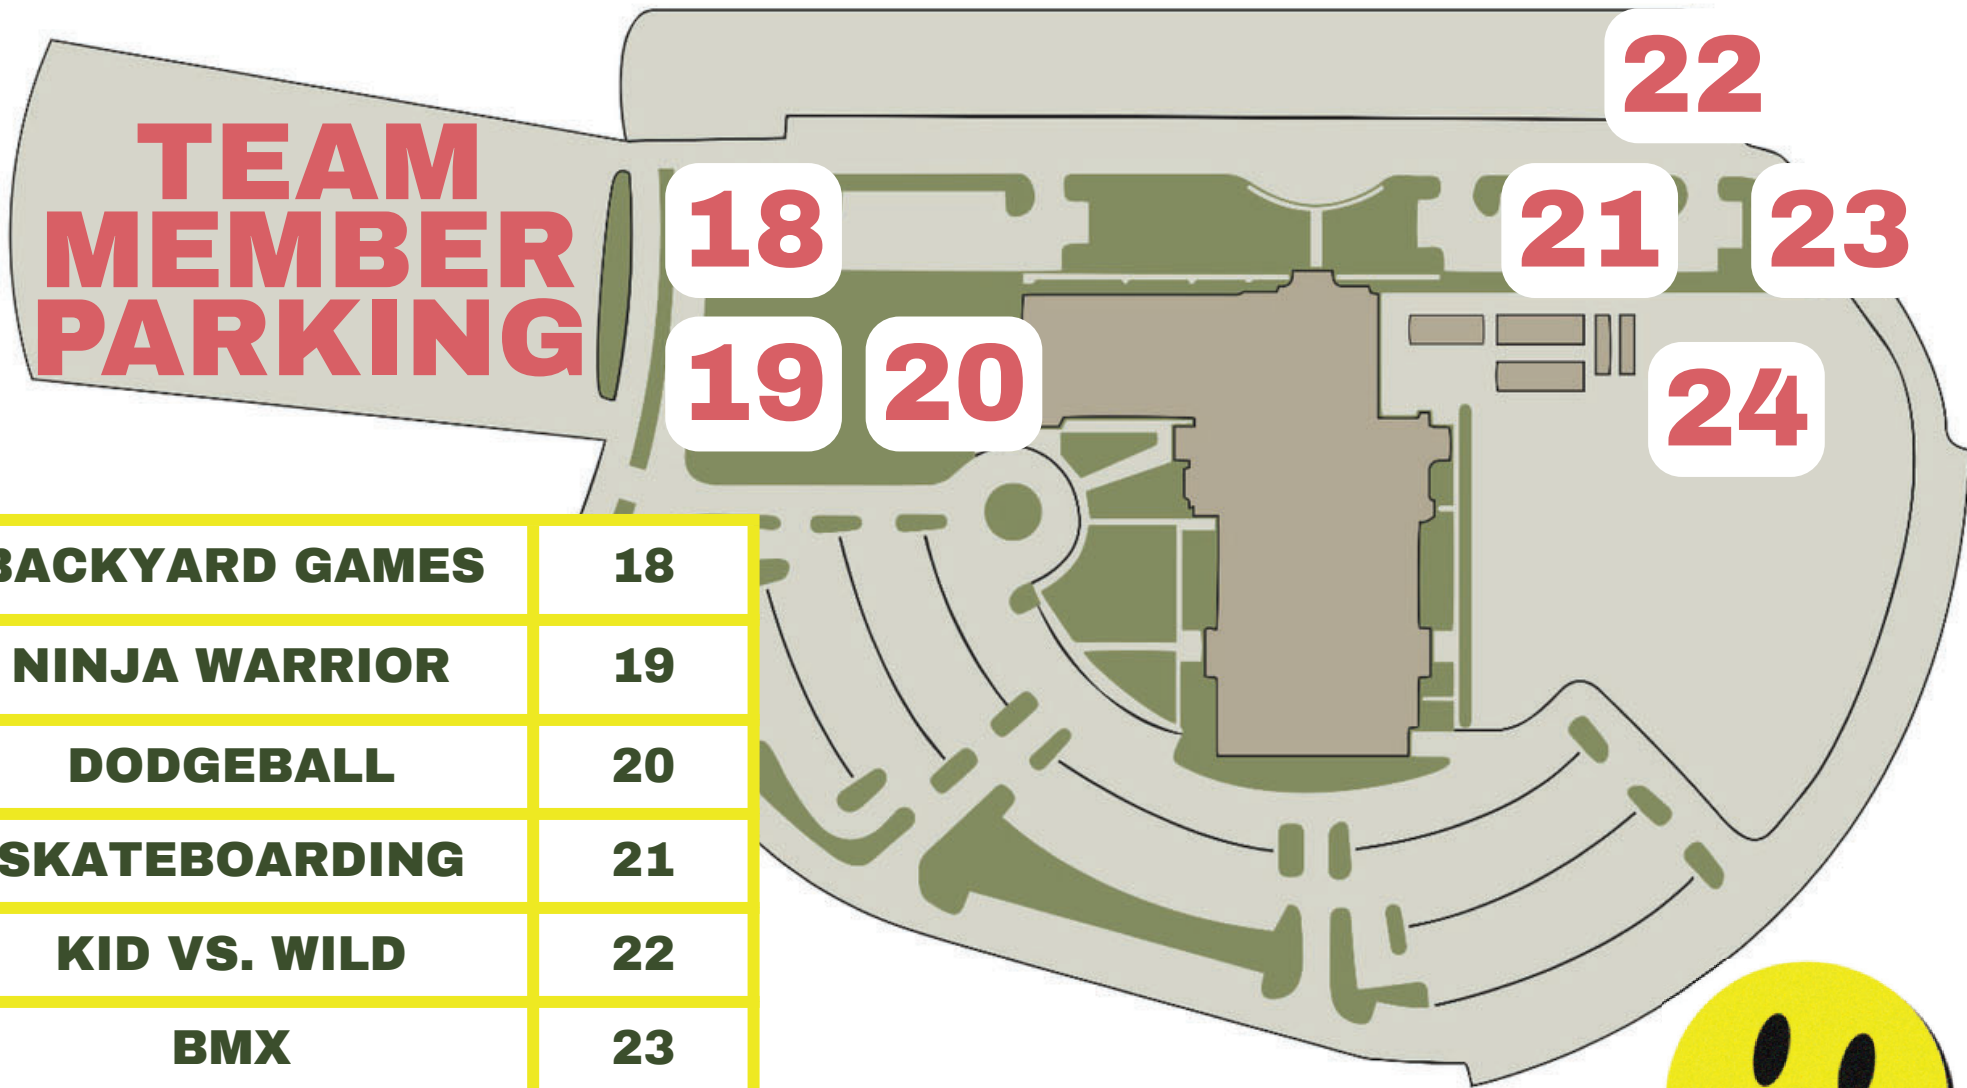 22
TEAM
MEMBER
PARKING
18
21
23
19
20
24
BACKYARD GAMES 18
NINJA WARRIOR 19
DODGEBALL 20
SKATEBOARDING 21
KID VS. WILD 22
BMX 23